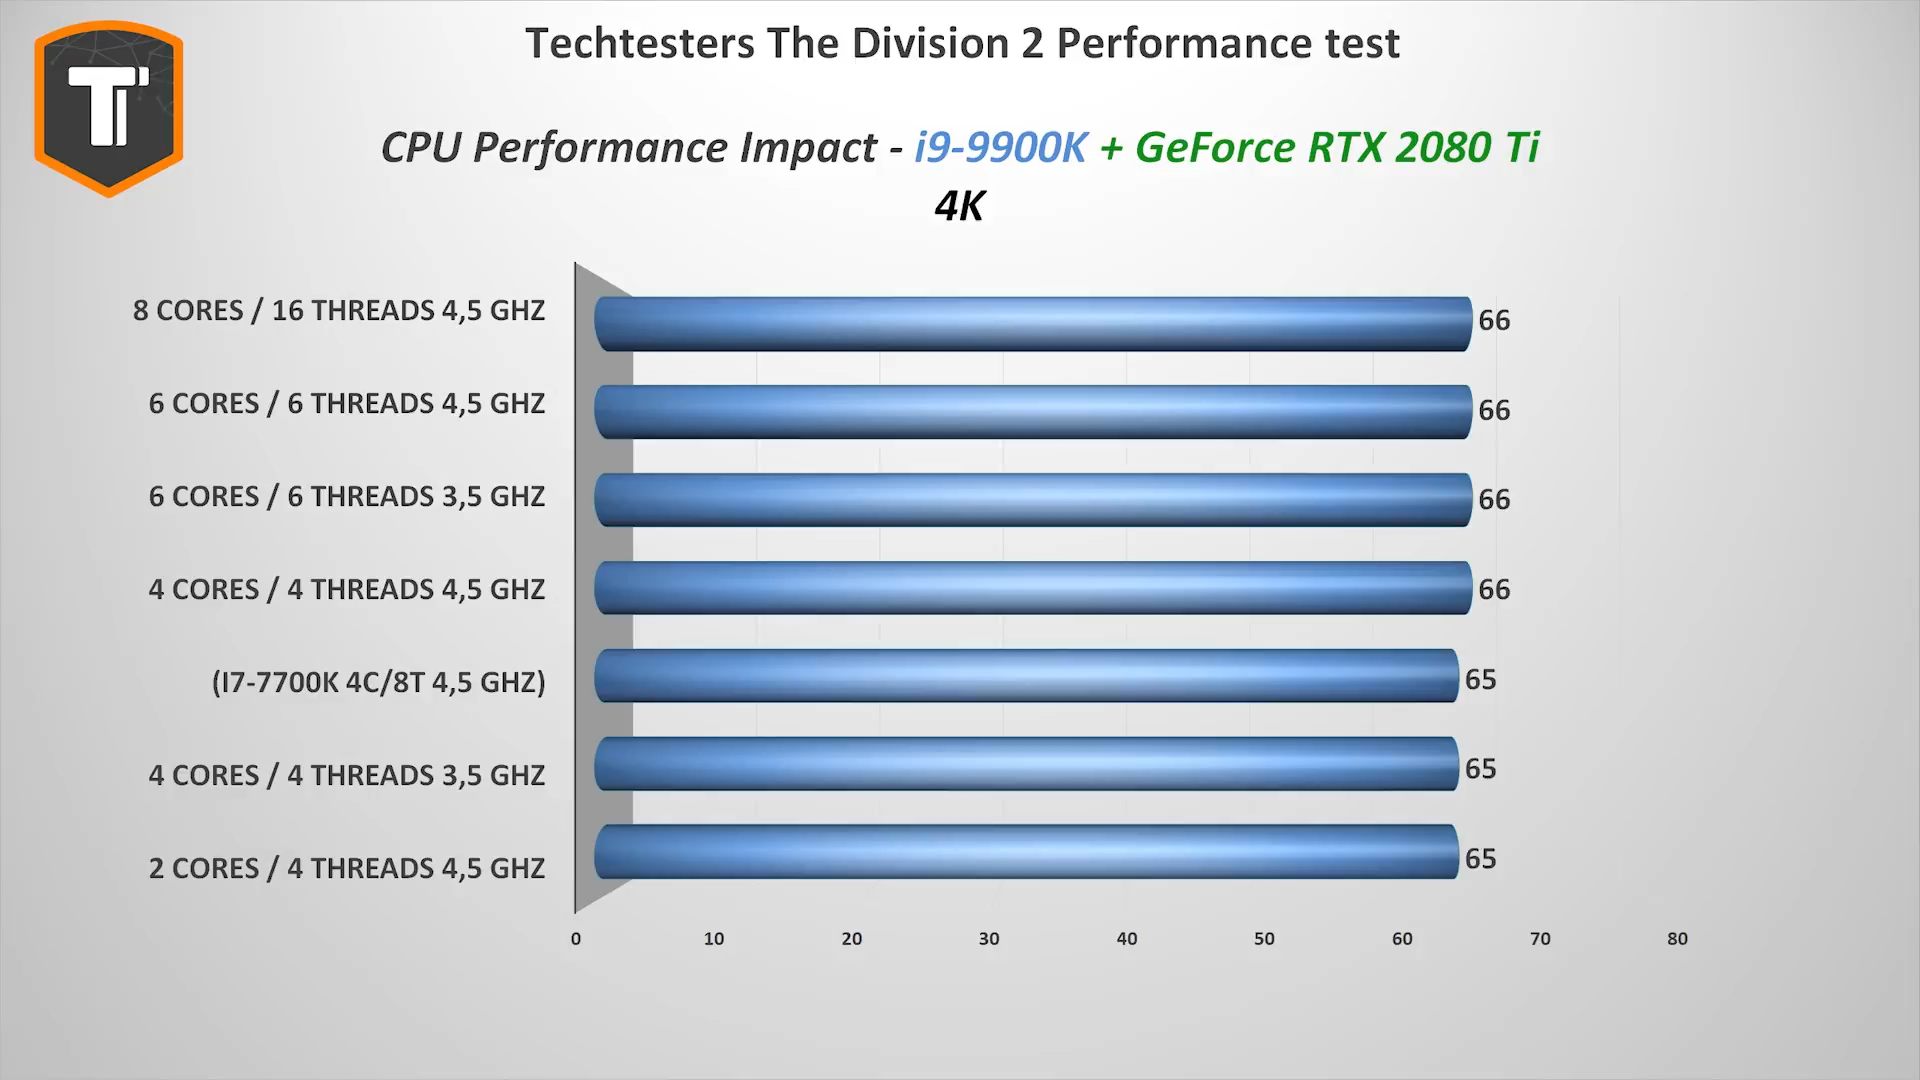 Ti
Techtesters The Division 2 Performance test
CPU Performance Impact - i9-9900K + GeForce RTX 2080 Ti
4K
8 CORES / 16 THREADS 4,5 GHZ 66
6 CORES / 6 THREADS 4,5 GHZ 66
6 CORES / 6 THREADS 3,5 GHZ 66
4 CORES / 4 THREADS 4,5 GHZ 66
(I7-7700K 4C/8T 4,5 GHZ) 65
4 CORES / 4 THREADS 3,5 GHZ 65
2 CORES / 4 THREADS 4,5 GHZ 65
0 10 20 30 40 50 60 70 80